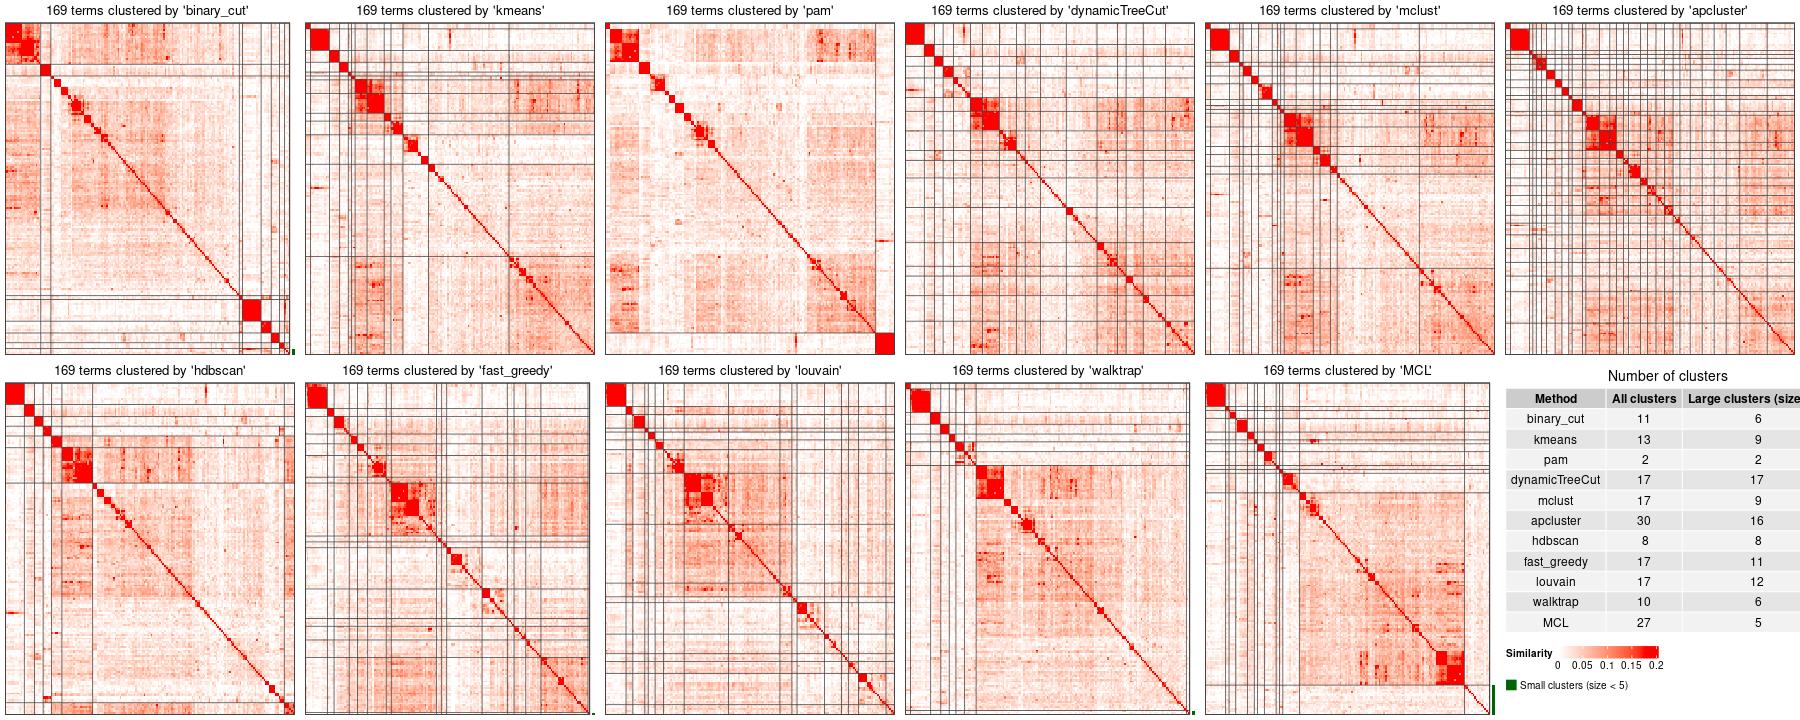 169 terms clustered by 'binary_cut'
169 terms clustered by 'kmeans'
169 terms clustered by 'pam'
169 terms clustered by 'dynamicTreeCut'
169 terms clustered by 'mclust'
169 terms clustered by 'apcluster'
169 terms clustered by 'hdbscan'
169 terms clustered by 'fast_greedy'
169 terms clustered by 'louvain'
169 terms clustered by 'walktrap'
169 terms clustered by 'MCL'
Number of clusters
Method All clusters Large clusters (size
binary_cut 11 6
kmeans 13 9
pam 2 2
dynamicTreeCut 17 17
mclust 17 9
apcluster 30 16
hdbscan 8 8
fast_greedy 17 11
louvain 17 12
walktrap 10 6
MCL 27 5
Similarity
0 0.05 0.1 0.15 0.2
Small clusters (size < 5)